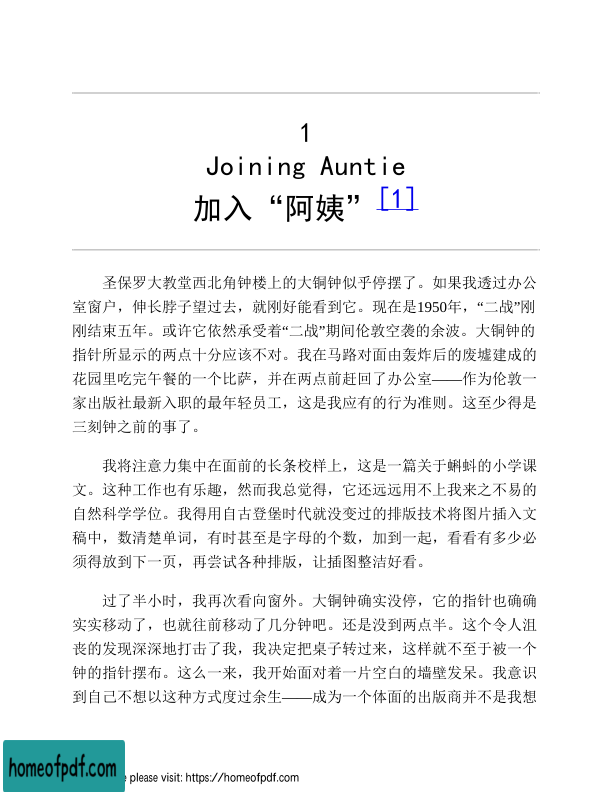 1
Joining Auntie
加入“阿姨”[1]
圣保罗大教堂西北角钟楼上的大铜钟似乎停摆了。如果我透过办公
室窗户，伸长脖子望过去，就刚好能看到它。现在是1950年，“二战”刚
刚结束五年。或许它依然承受着“二战”期间伦敦空袭的余波。大铜钟的
指针所显示的两点十分应该不对。我在马路对面由轰炸后的废墟建成的
花园里吃完午餐的一个比萨，并在两点前赶回了办公室——作为伦敦一
家出版社最新入职的最年轻员工，这是我应有的行为准则。这至少得是
三刻钟之前的事了。
我将注意力集中在面前的长条校样上，这是一篇关于蝌蚪的小学课
文。这种工作也有乐趣，然而我总觉得，它还远远用不上我来之不易的
自然科学学位。我得用自古登堡时代就没变过的排版技术将图片插入文
稿中，数清楚单词，有时甚至是字母的个数，加到一起，看看有多少必
须得放到下一页，再尝试各种排版，让插图整洁好看。
过了半小时，我再次看向窗外。大铜钟确实没停，它的指针也确确
实实移动了，也就往前移动了几分钟吧。还是没到两点半。这个令人沮
丧的发现深深地打击了我，我决定把桌子转过来，这样就不至于被一个
钟的指针摆布。这么一来，我开始面对着一片空白的墙壁发呆。我意识
到自己不想以这种方式度过余生——成为一个体面的出版商并不是我想
homeofpdf.com
e please visit: https://homeofpdf.com